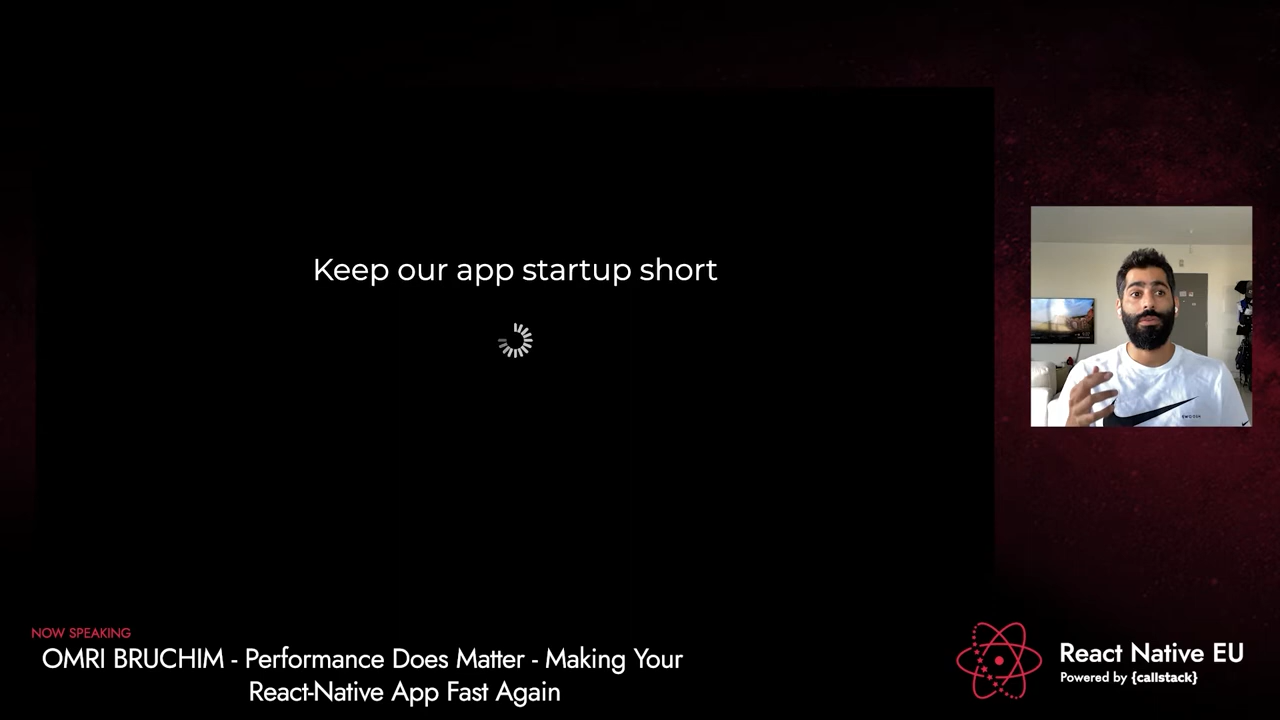 Keep our app startup short
NOW SPEAKING
OMRI BRUCHIM - Performance Does Matter - Making Your
React-Native App Fast Again
React Native EU
Powered by {callstack}